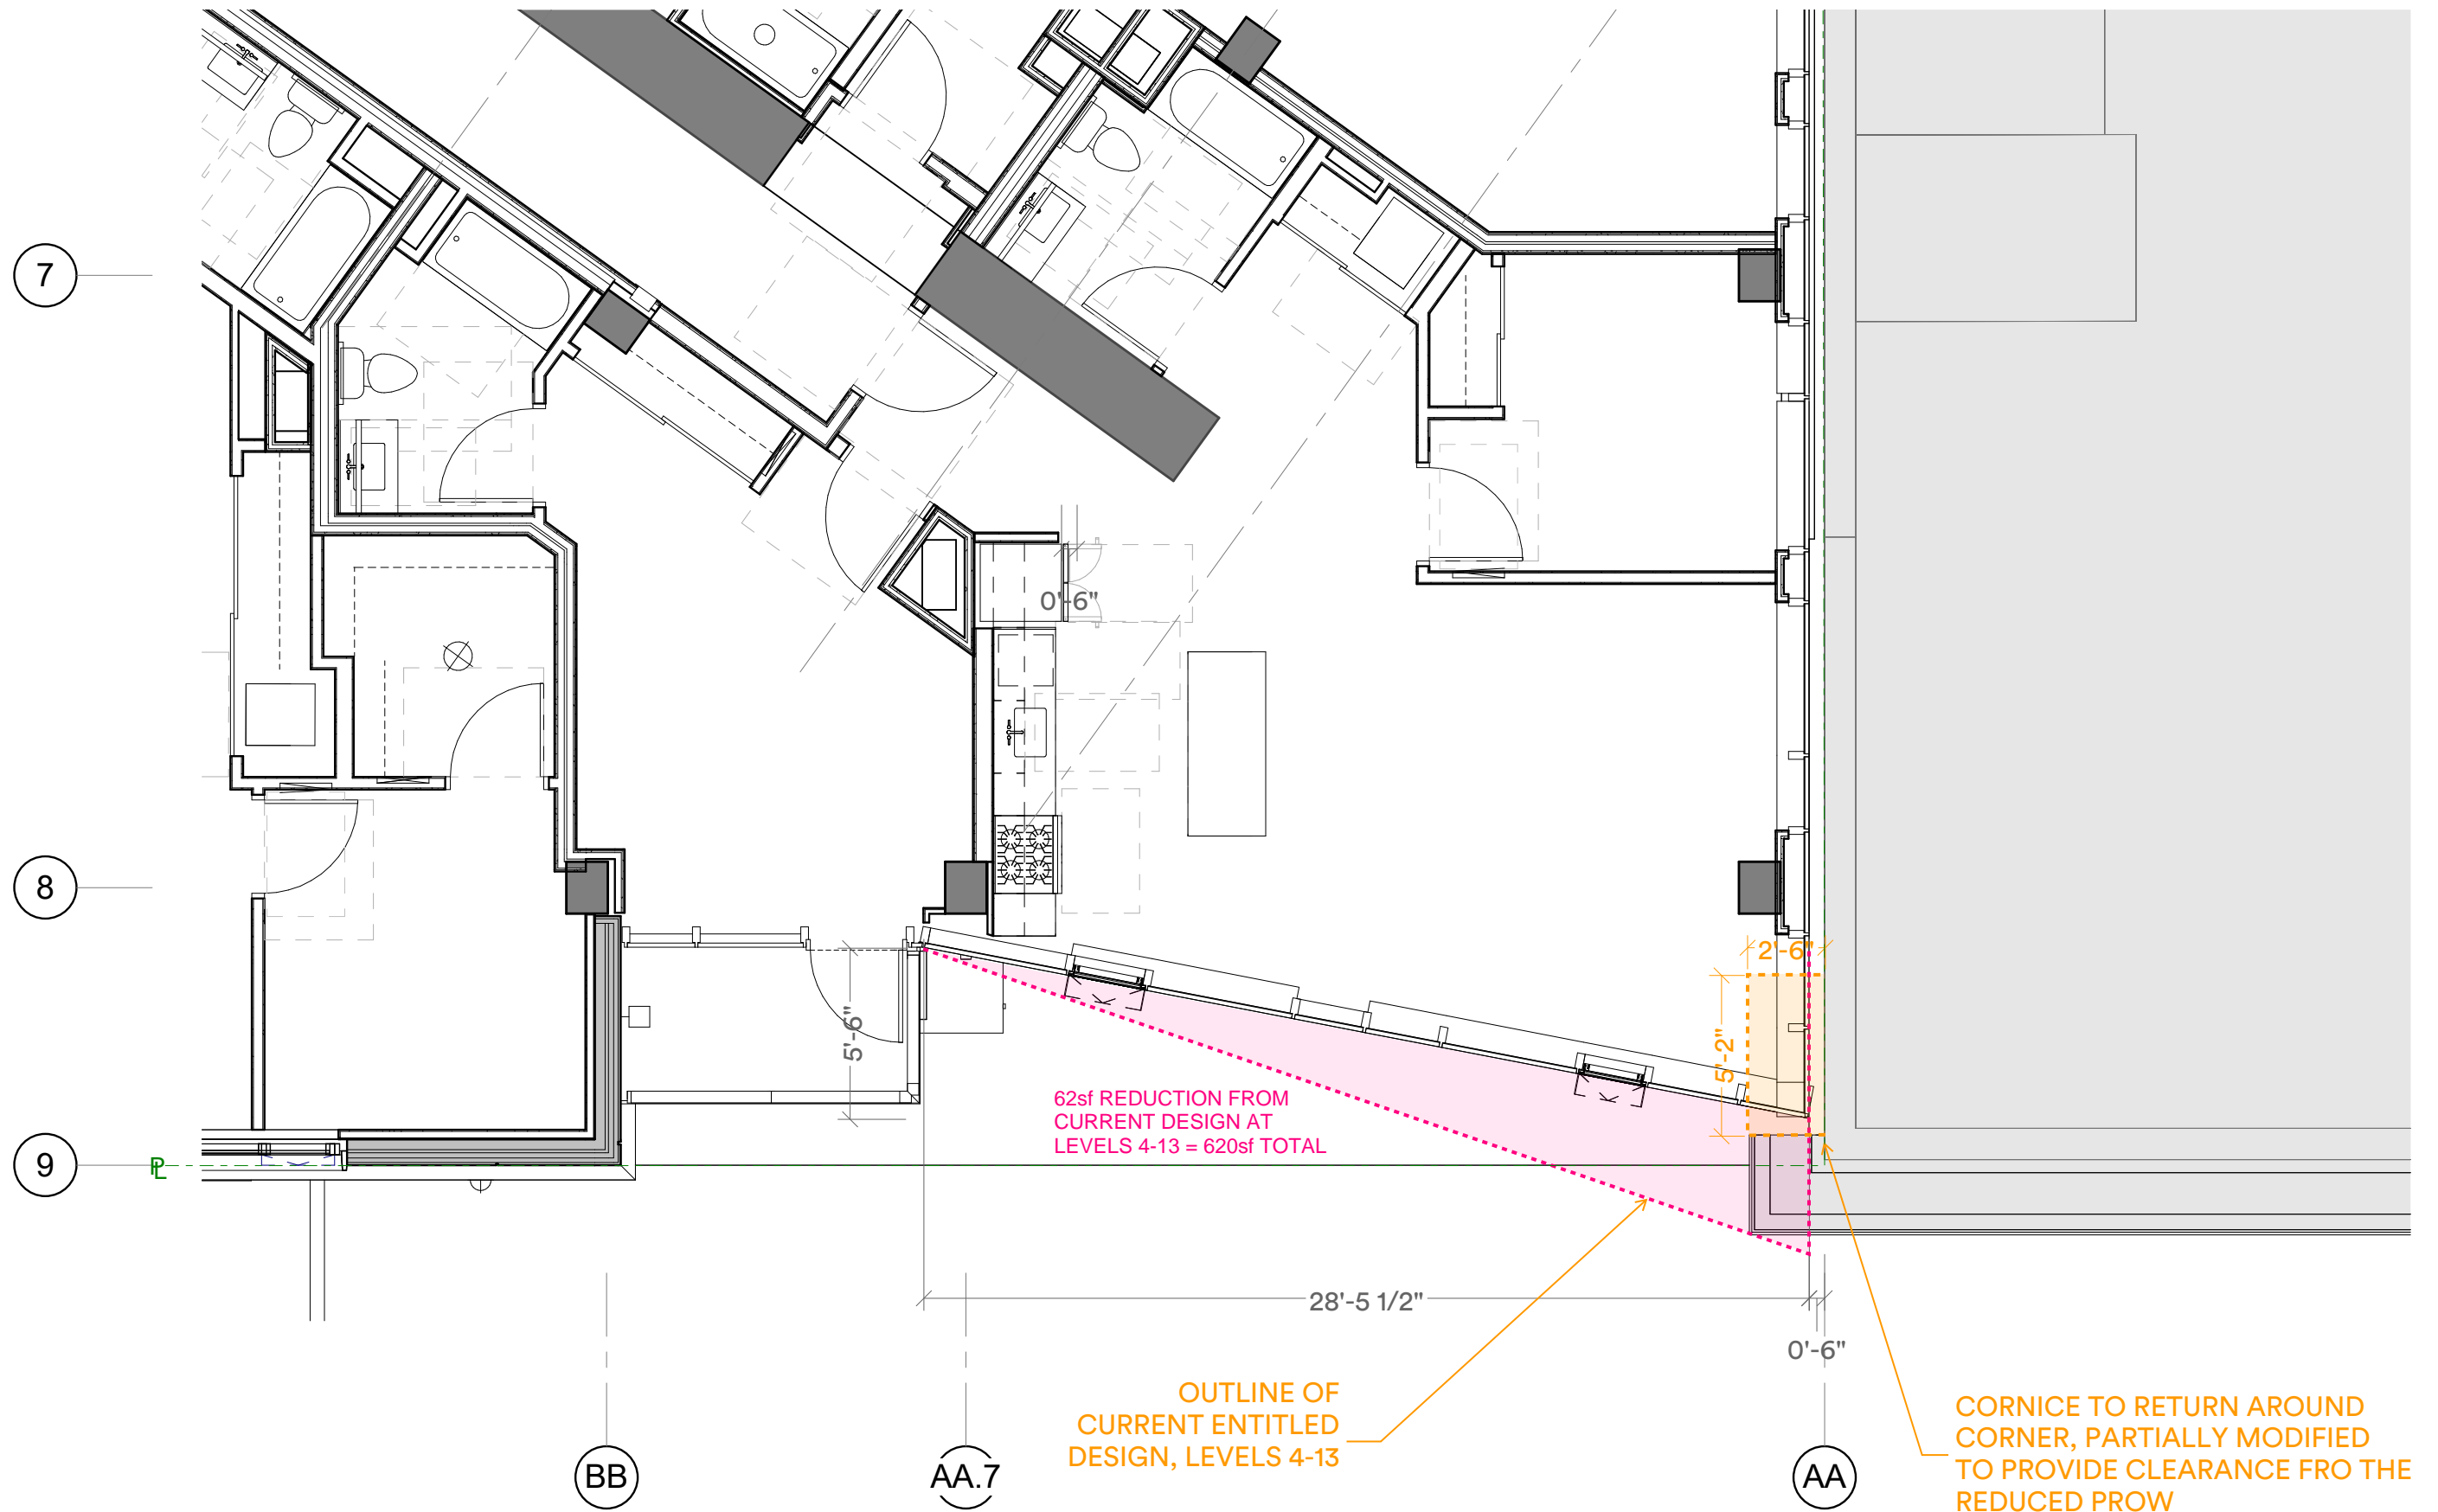 7
0'-6"
8
2'-6"
5'-6"
5'-2"
62sf REDUCTION FROM
CURRENT DESIGN AT
LEVELS 4-13 = 620sf TOTAL
9
PL
28'-5 1/2"
0'-6"
OUTLINE OF
CURRENT ENTITLED
DESIGN, LEVELS 4-13
CORNICE TO RETURN AROUND
CORNER, PARTIALLY MODIFIED
TO PROVIDE CLEARANCE FRO THE
REDUCED PROW
BB
AA.7
AA